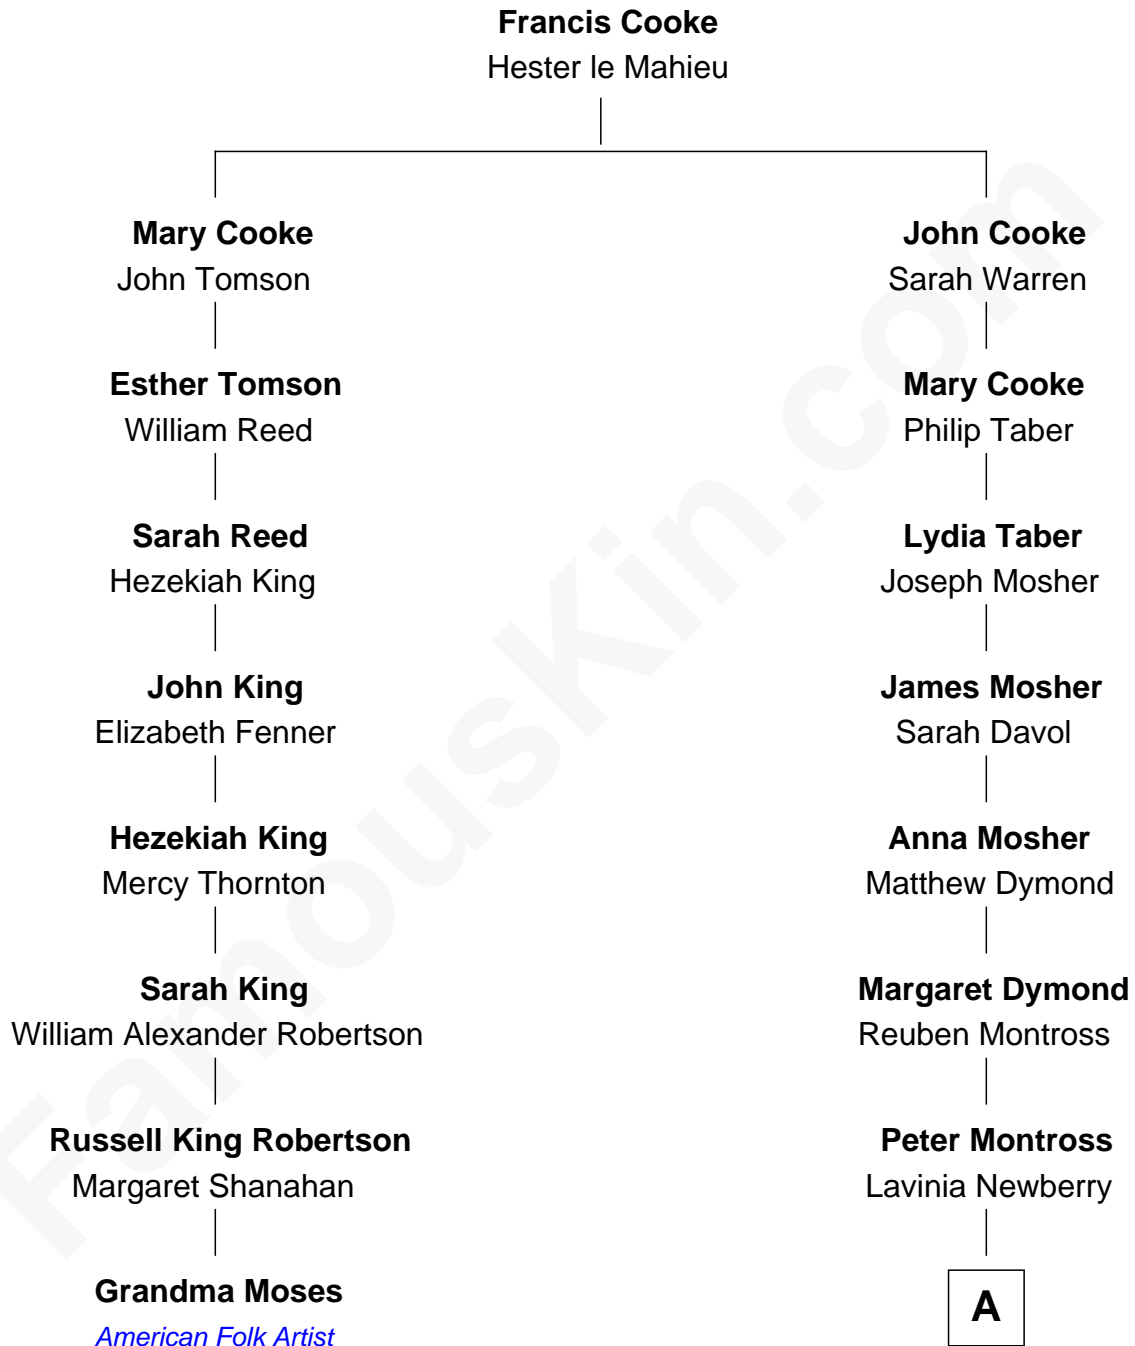 Francis Cooke
Hester le Mahieu
Mary Cooke
John Tomson
Esther Tomson
William Reed
Sarah Reed
Hezekiah King
John King
Elizabeth Fenner
Hezekiah King
Mercy Thornton
Sarah King
William Alexander Robertson
Russell King Robertson
Margaret Shanahan
Grandma Moses
American Folk Artist
John Cooke
Sarah Warren
Mary Cooke
Philip Taber
Lydia Taber
Joseph Mosher
James Mosher
Sarah Davol
Anna Mosher
Matthew Dymond
Margaret Dymond
Reuben Montross
Peter Montross
Lavinia Newberry
A
FamousKin.com